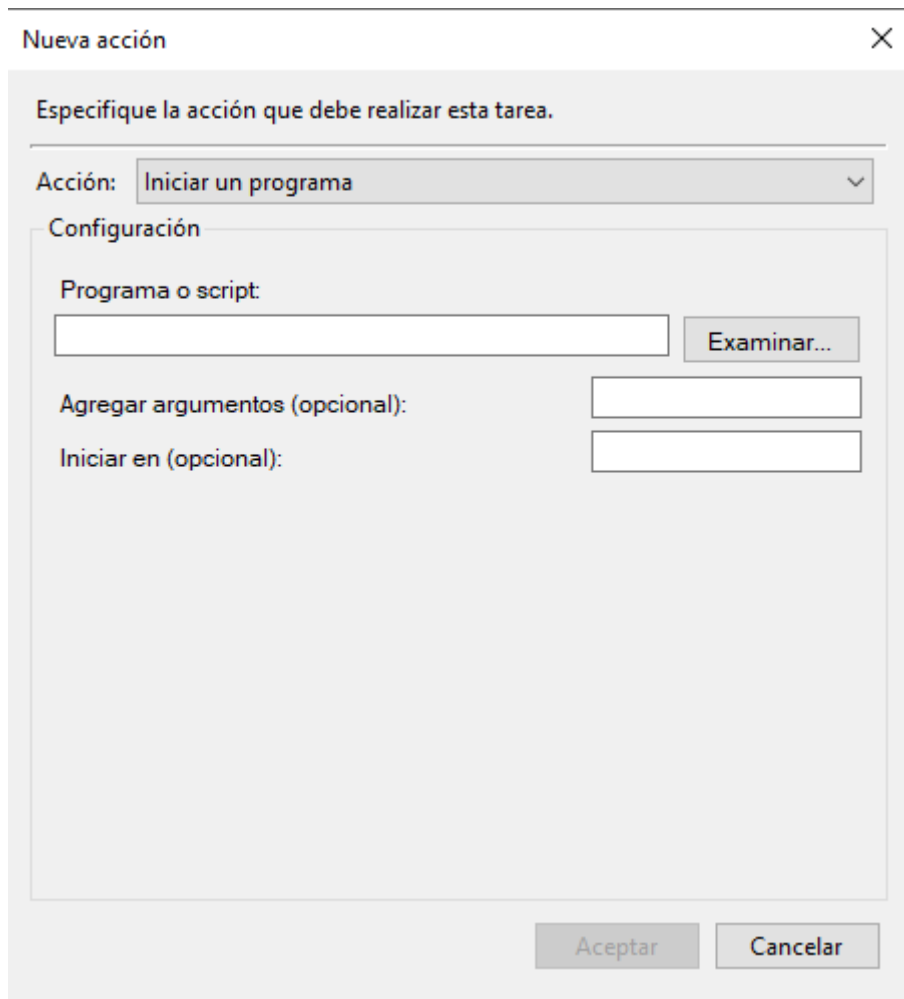 Nueva acción
Especifique la acción que debe realizar esta tarea.
Acción: Iniciar un programa
Configuración
Programa o script:
Examinar...
Agregar argumentos (opcional):
Iniciar en (opcional):
Aceptar Cancelar